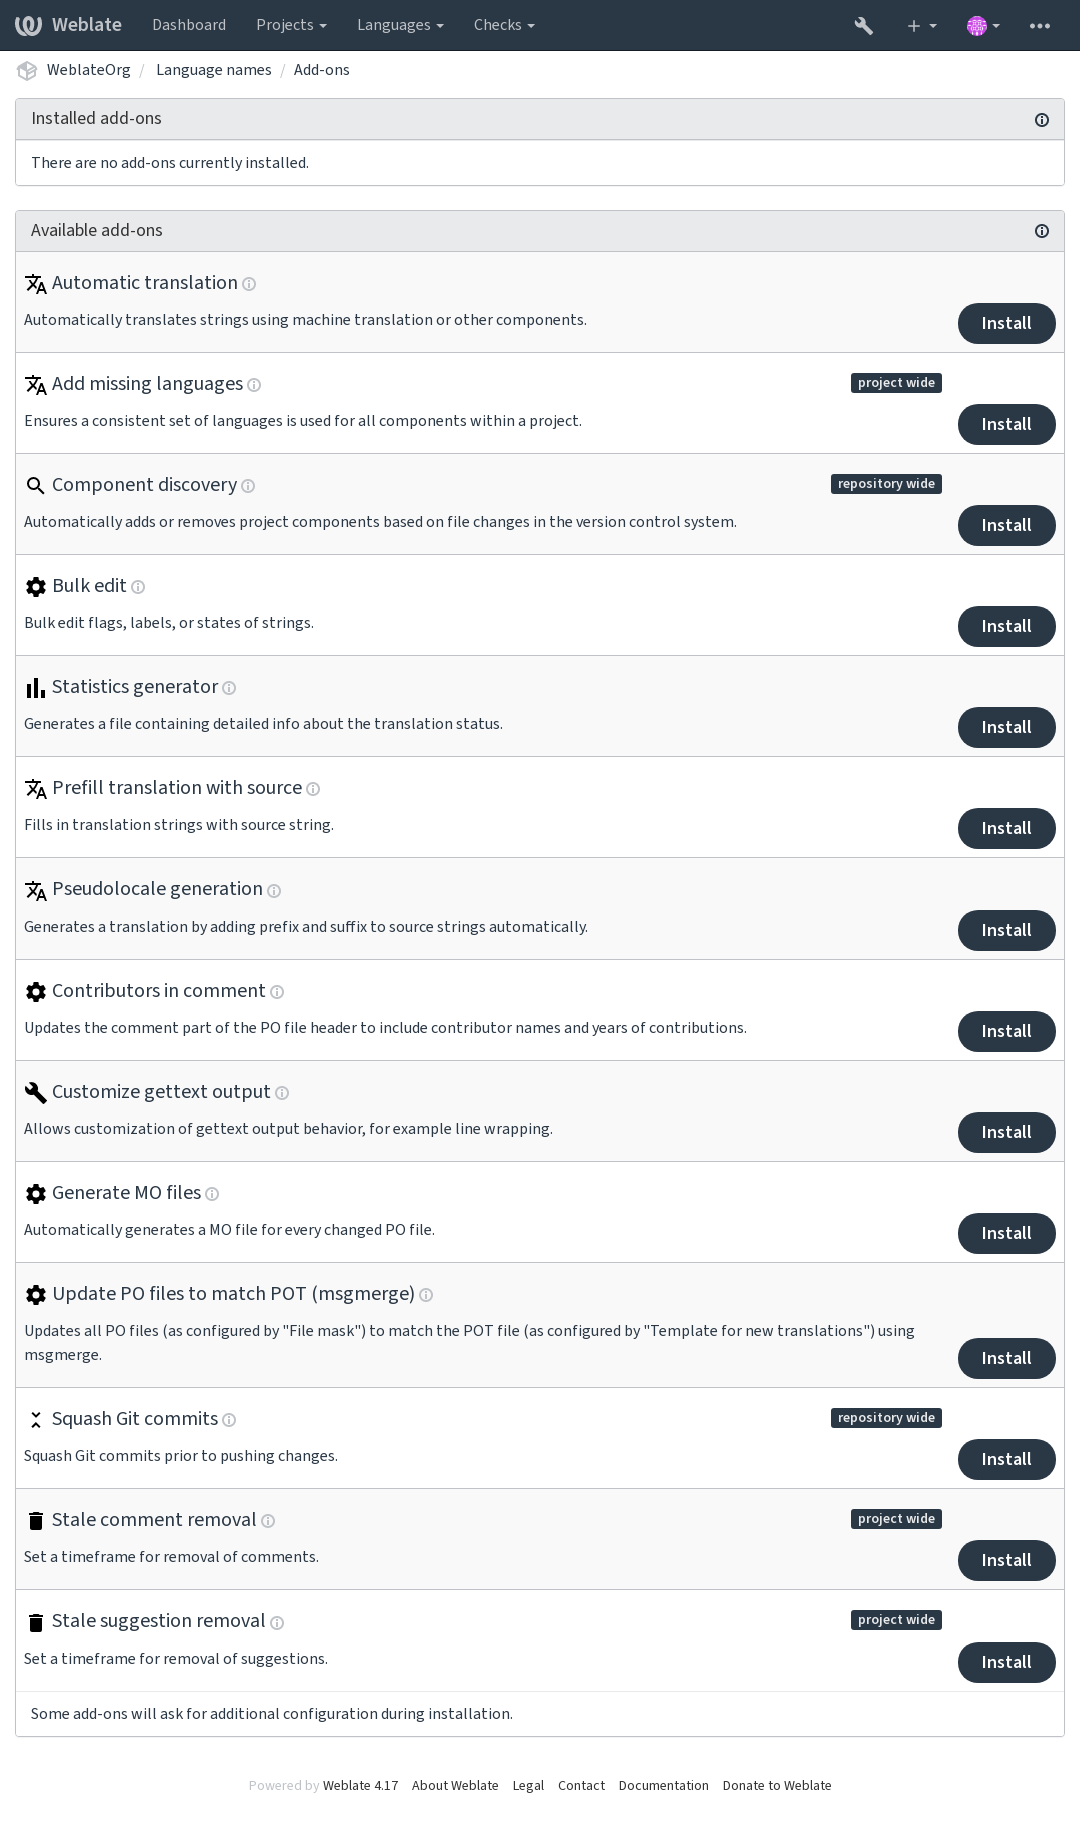 Weblate Dashboard Projects Languages Checks
WeblateOrg / Language names / Add-ons
Installed add-ons
There are no add-ons currently installed.
Available add-ons
Automatic translation
Automatically translates strings using machine translation or other components.
Install
Add missing languages
project wide
Ensures a consistent set of languages is used for all components within a project.
Install
Component discovery
repository wide
Automatically adds or removes project components based on file changes in the version control system.
Install
Bulk edit
Bulk edit flags, labels, or states of strings.
Install
Statistics generator
Generates a file containing detailed info about the translation status.
Install
Prefill translation with source
Fills in translation strings with source string.
Install
Pseudolocale generation
Generates a translation by adding prefix and suffix to source strings automatically.
Install
Contributors in comment
Updates the comment part of the PO file header to include contributor names and years of contributions.
Install
Customize gettext output
Allows customization of gettext output behavior, for example line wrapping.
Install
Generate MO files
Automatically generates a MO file for every changed PO file.
Install
Update PO files to match POT (msgmerge)
Updates all PO files (as configured by "File mask") to match the POT file (as configured by "Template for new translations") using
msgmerge.
Install
Squash Git commits
repository wide
Squash Git commits prior to pushing changes.
Install
Stale comment removal
project wide
Set a timeframe for removal of comments.
Install
Stale suggestion removal
project wide
Set a timeframe for removal of suggestions.
Install
Some add-ons will ask for additional configuration during installation.
Powered by Weblate 4.17 About Weblate Legal Contact Documentation Donate to Weblate